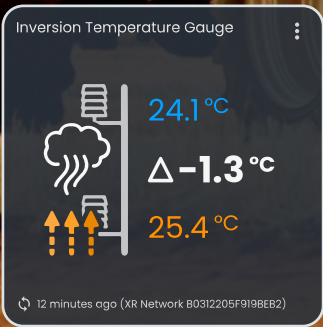 Inversion Temperature Gauge
24.1 °C
△ -1.3 °C
25.4 °C
12 minutes ago (XR Network B0312205F919BEB2)